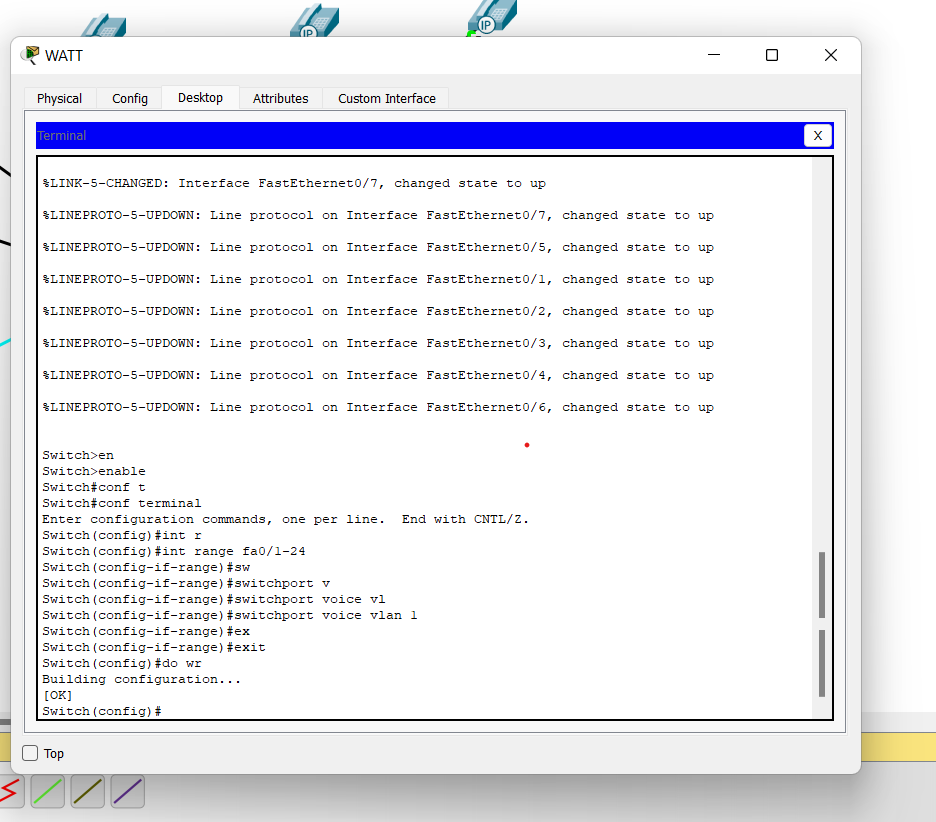 IP
IP
WATT
Physical
Config
Desktop
Attributes
Custom Interface
Terminal
X
%LINK-5-CHANGED: Interface FastEthernet0/7, changed state to up
%LINEPROTO-5-UPDOWN: Line protocol on Interface FastEthernet0/7, changed state to up
%LINEPROTO-5-UPDOWN: Line protocol on Interface FastEthernet0/5, changed state to up
%LINEPROTO-5-UPDOWN: Line protocol on Interface FastEthernet0/1, changed state to up
%LINEPROTO-5-UPDOWN: Line protocol on Interface FastEthernet0/2, changed state to up
%LINEPROTO-5-UPDOWN: Line protocol on Interface FastEthernet0/3, changed state to up
%LINEPROTO-5-UPDOWN: Line protocol on Interface FastEthernet0/4, changed state to up
%LINEPROTO-5-UPDOWN: Line protocol on Interface FastEthernet0/6, changed state to up
Switch>en
Switch>enable
Switch#conf t
Switch#conf terminal
Enter configuration commands, one per line.  End with CNTL/Z.
Switch(config)#int r
Switch(config)#int range fa0/1-24
Switch(config-if-range)#sw
Switch(config-if-range)#switchport v
Switch(config-if-range)#switchport voice vl
Switch(config-if-range)#switchport voice vlan 1
Switch(config-if-range)#ex
Switch(config-if-range)#exit
Switch(config)#do wr
Building configuration...
[OK]
Switch(config)#
Top